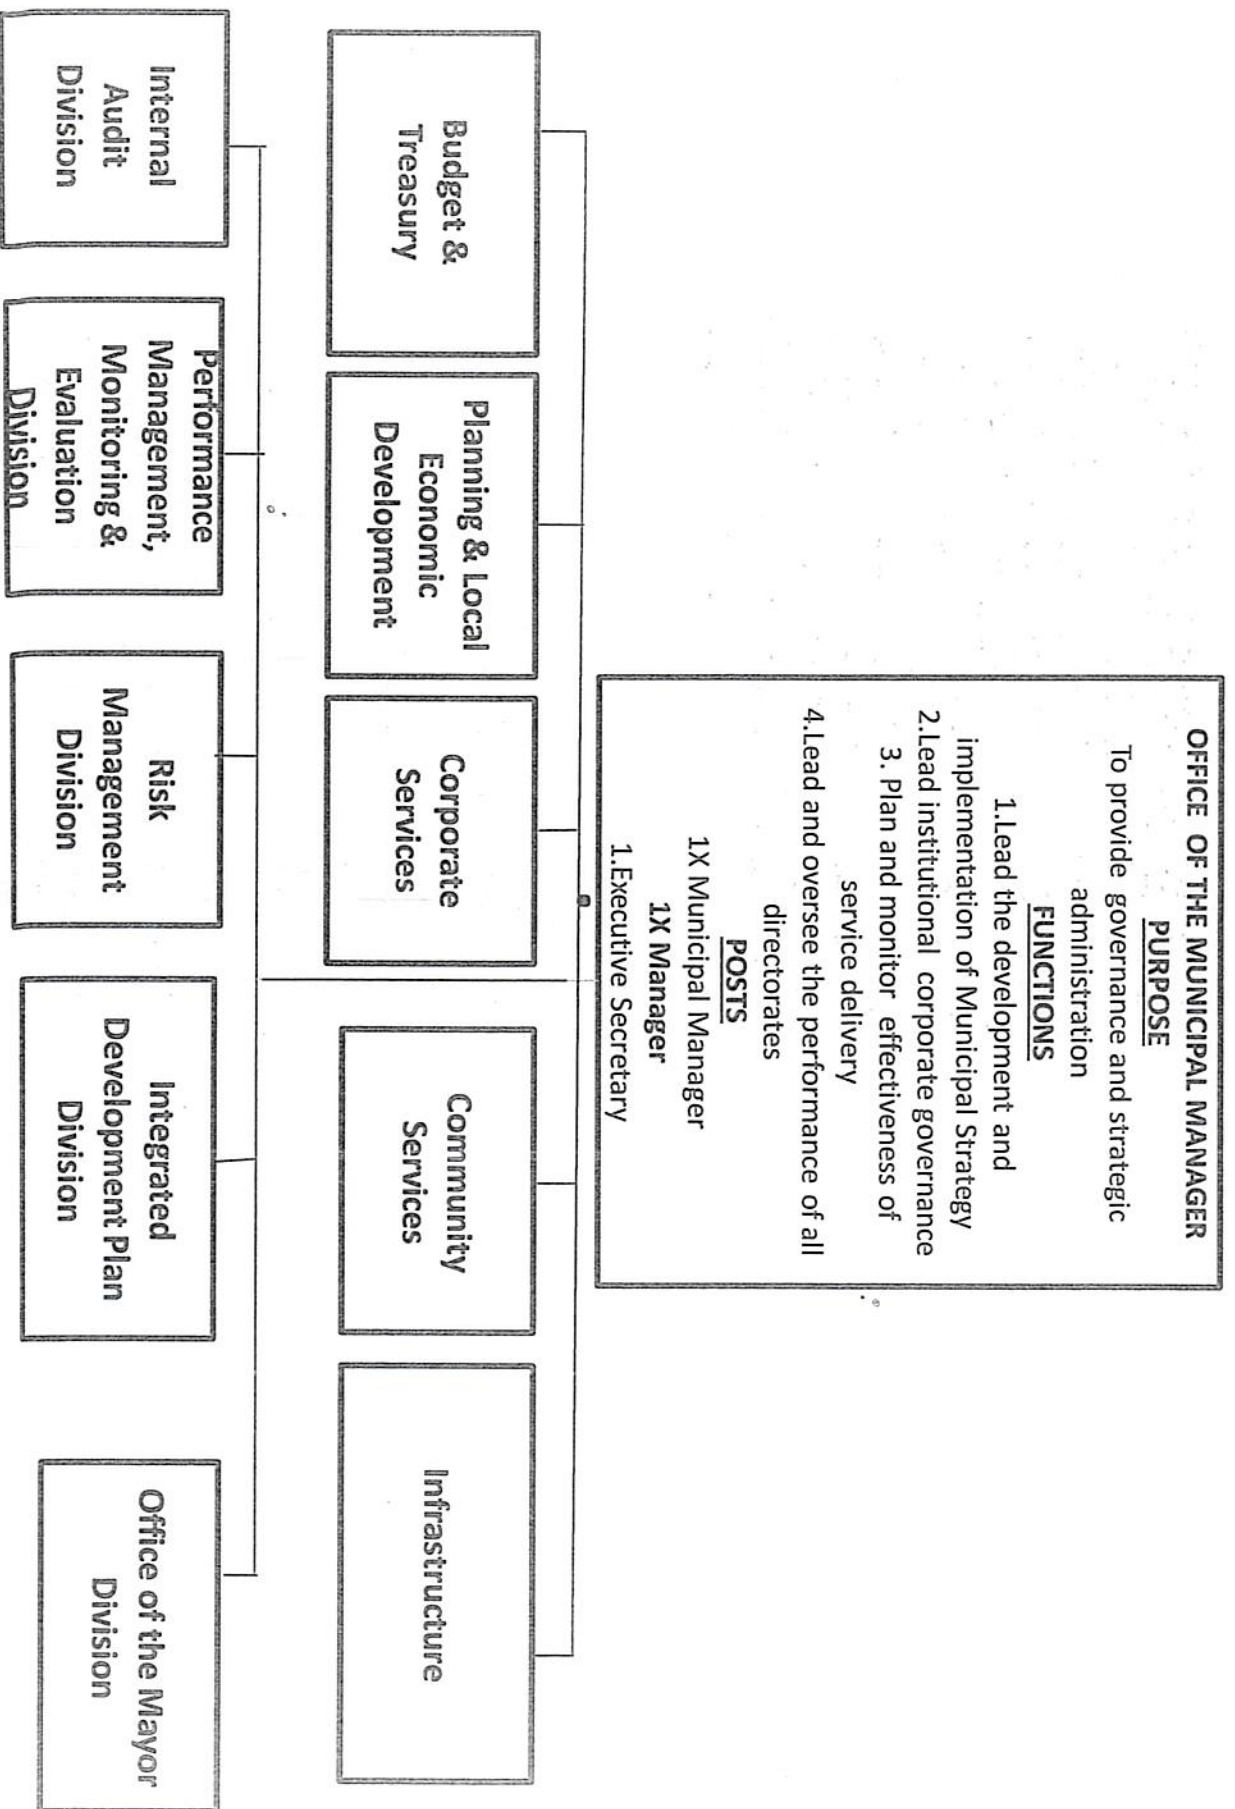 OFFICE OF THE MUNICIPAL MANAGER
PURPOSE
To provide governance and strategic
administration
FUNCTIONS
1.Lead the development and
implementation of Municipal Strategy
2.Lead institutional corporate governance
3. Plan and monitor effectiveness of
service delivery
4.Lead and oversee the performance of all
directorates
POSTS
1X Municipal Manager
1X Manager
1.Executive Secretary
Budget &
Treasury
Planning & Local
Economic
Development
Corporate
Services
Community
Services
Infrastructure
Internal
Audit
Division
Performance
Management,
Monitoring &
Evaluation
Division
Risk
Management
Division
Integrated
Development Plan
Division
Office of the Mayor
Division